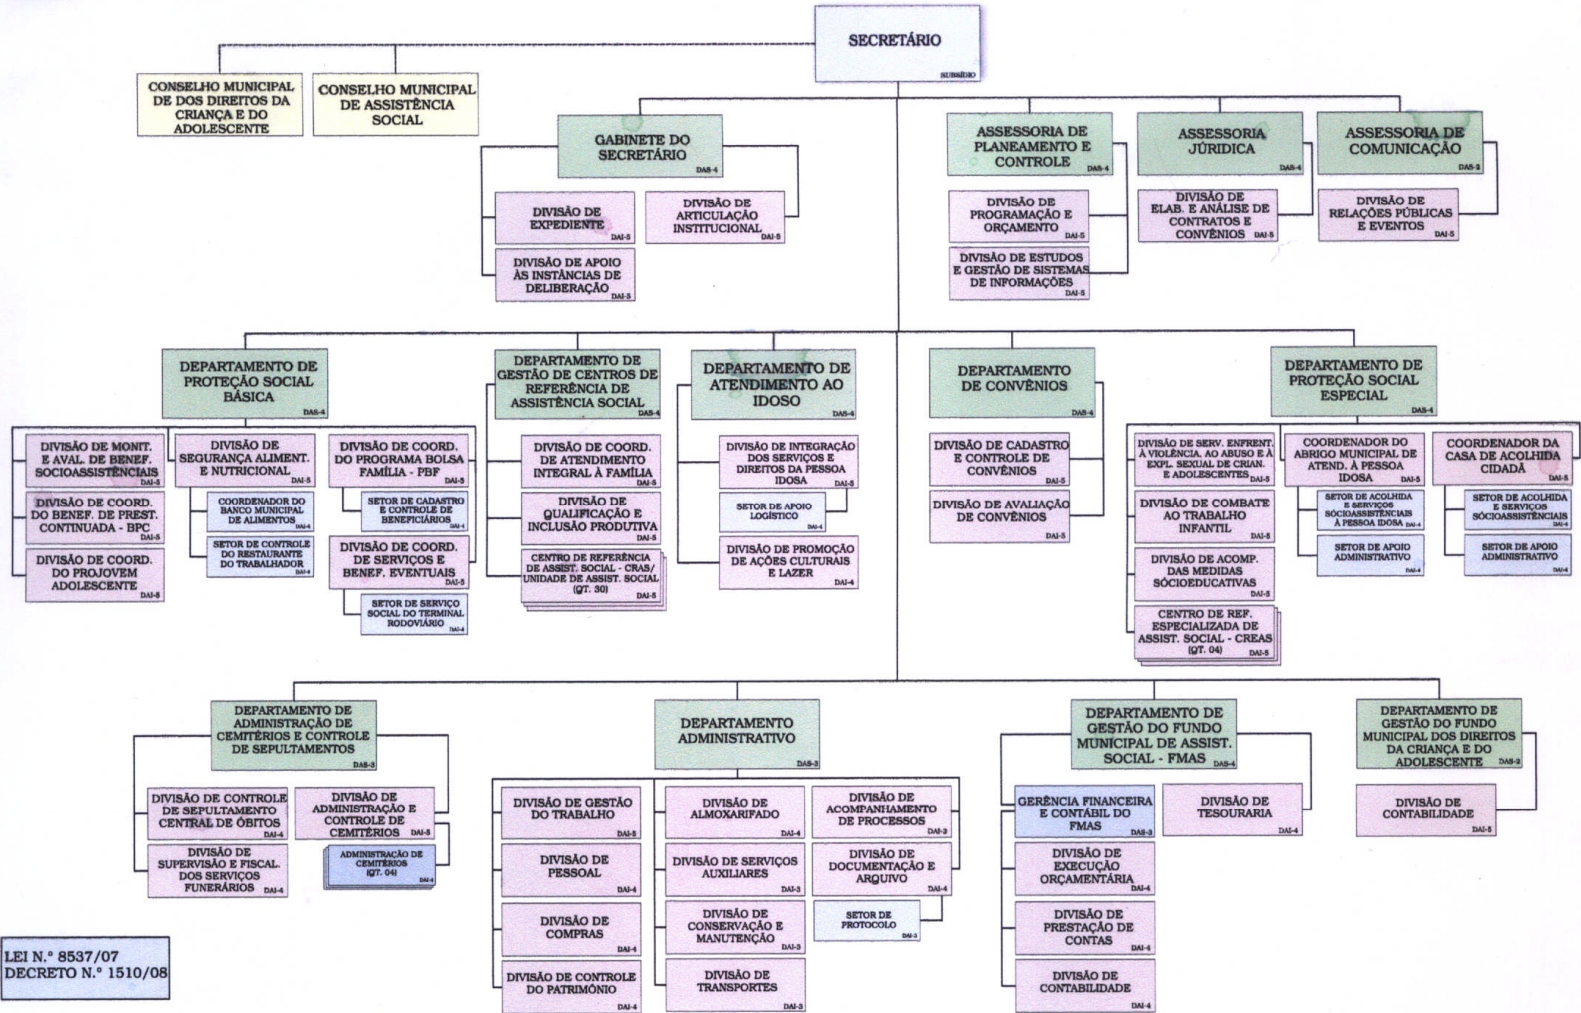 SECRETÁRIO
SUBSÍDIO
CONSELHO MUNICIPAL
DE DOS DIREITOS DA
CRIANÇA E DO
ADOLESCENTE
CONSELHO MUNICIPAL
DE ASSISTÊNCIA
SOCIAL
GABINETE DO
SECRETÁRIO
DAS-4
ASSESSORIA DE
PLANEAMENTO E
CONTROLE
DAS-4
ASSESSORIA
JÚRIDICA
DAS-4
ASSESSORIA DE
COMUNICAÇÃO
DAS-2
DIVISÃO DE
EXPEDIENTE
DAI-5
DIVISÃO DE
ARTICULAÇÃO
INSTITUCIONAL
DAI-5
DIVISÃO DE APOIO
ÀS INSTÂNCIAS DE
DELIBERAÇÃO
DIVISÃO DE
PROGRAMAÇÃO E
ORÇAMENTO
DAI-5
DIVISÃO DE ESTUDOS
E GESTÃO DE SISTEMAS
DE INFORMAÇÕES
DAI-5
DIVISÃO DE
ELAB. E ANÁLISE DE
CONTRATOS E
CONVÊNIOS
DAI-5
DIVISÃO DE
RELAÇÕES PÚBLICAS
E EVENTOS
DAI-5
DEPARTAMENTO DE
PROTEÇÃO SOCIAL
BÁSICA
DAS-4
DEPARTAMENTO DE
GESTÃO DE CENTROS DE
REFERÊNCIA DE
ASSISTÊNCIA SOCIAL
DAS-4
DEPARTAMENTO DE
ATENDIMENTO AO
IDOSO
DAS-4
DEPARTAMENTO
DE CONVÊNIOS
DAS-4
DEPARTAMENTO DE
PROTEÇÃO SOCIAL
ESPECIAL
DAS-4
DIVISÃO DE MONIT.
E AVAL. DE BENEF.
SOCIOASSISTÊNCIAIS
DAI-5
DIVISÃO DE COORD.
DO BENEF. DE PREST.
CONTINUADA - BPC
DAI-5
DIVISÃO DE COORD.
DO PROJOVEM
ADOLESCENTE
DAI-5
DIVISÃO DE
SEGURANÇA ALIMENT.
E NUTRICIONAL
DAI-5
COORDENADOR DO
BANCO MUNICIPAL
DE ALIMENTOS
DAI-4
SETOR DE CONTROLE
DO RESTAURANTE
DO TRABALHADOR
DAI-4
DIVISÃO DE COORD.
DO PROGRAMA BOLSA
FAMÍLIA - PBF
DAI-5
SETOR DE CADASTRO
E CONTROLE DE
BENEFICIÁRIOS
DAI-4
DIVISÃO DE COORD.
DE SERVIÇOS E
BENEF. EVENTUAIS
DAI-5
SETOR DE SERVIÇO
SOCIAL DO TERMINAL
RODOVIÁRIO
DAI-4
DIVISÃO DE COORD.
DE ATENDIMENTO
INTEGRAL À FAMÍLIA
DAI-5
DIVISÃO DE
QUALIFICAÇÃO E
INCLUSÃO PRODUTIVA
DAI-5
CENTRO DE REFERÊNCIA
DE ASSIST. SOCIAL - CRAS/
UNIDADE DE ASSIST. SOCIAL
(QT. 30)
DAI-5
DIVISÃO DE INTEGRAÇÃO
DOS SERVIÇOS E
DIREITOS DA PESSOA
IDOSA
DAI-5
SETOR DE APOIO
LOGÍSTICO
DAI-4
DIVISÃO DE PROMOÇÃO
DE AÇÕES CULTURAIS
E LAZER
DAI-4
DIVISÃO DE CADASTRO
E CONTROLE DE
CONVÊNIOS
DAI-5
DIVISÃO DE AVALIAÇÃO
DE CONVÊNIOS
DAI-5
DIVISÃO DE SERV. ENFRENT.
À VIOLÊNCIA. AO ABUSO E À
EXPL. SEXUAL DE CRIAN.
E ADOLESCENTES
DAI-5
DIVISÃO DE COMBATE
AO TRABALHO
INFANTIL
DAI-5
DIVISÃO DE ACOMP.
DAS MEDIDAS
SÓCIOEDUCATIVAS
DAI-5
CENTRO DE REF.
ESPECIALIZADA DE
ASSIST. SOCIAL - CREAS
(QT. 04)
DAI-5
COORDENADOR DO
ABRIGO MUNICIPAL DE
ATEND. À PESSOA
IDOSA
DAI-5
SETOR DE ACOLHIDA
E SERVIÇOS
SÓCIOASSISTÊNCIAIS
À PESSOA IDOSA
DAI-4
SETOR DE APOIO
ADMINISTRATIVO
DAI-4
COORDENADOR DA
CASA DE ACOLHIDA
CIDADÃ
DAI-5
SETOR DE ACOLHIDA
E SERVIÇOS
SÓCIOASSISTÊNCIAIS
DAI-4
SETOR DE APOIO
ADMINISTRATIVO
DAI-4
DEPARTAMENTO DE
ADMINISTRAÇÃO DE
CEMITÉRIOS E CONTROLE
DE SEPULTAMENTOS
DAS-3
DEPARTAMENTO
ADMINISTRATIVO
DAS-3
DEPARTAMENTO DE
GESTÃO DO FUNDO
MUNICIPAL DE ASSIST.
SOCIAL - FMAS
DAS-4
DEPARTAMENTO DE
GESTÃO DO FUNDO
MUNICIPAL DOS DIREITOS
DA CRIANÇA E DO
ADOLESCENTE
DAS-2
DIVISÃO DE CONTROLE
DE SEPULTAMENTO
CENTRAL DE ÓBITOS
DAI-4
DIVISÃO DE
SUPERVISÃO E FISCAL.
DOS SERVIÇOS
FUNERÁRIOS
DAI-4
DIVISÃO DE
ADMINISTRAÇÃO E
CONTROLE DE
CEMITÉRIOS
DAI-5
ADMINISTRAÇÃO DE
CEMITÉRIOS
(QT. 04)
DAI-4
DIVISÃO DE GESTÃO
DO TRABALHO
DAI-5
DIVISÃO DE
PESSOAL
DAI-4
DIVISÃO DE
COMPRAS
DAI-4
DIVISÃO DE CONTROLE
DO PATRIMÔNIO
DAI-4
DIVISÃO DE
ALMOXARIFADO
DAI-4
DIVISÃO DE SERVIÇOS
AUXILIARES
DAI-3
DIVISÃO DE
CONSERVAÇÃO E
MANUTENÇÃO
DAI-3
DIVISÃO DE
TRANSPORTES
DAI-3
DIVISÃO DE
ACOMPANHAMENTO
DE PROCESSOS
DAI-3
DIVISÃO DE
DOCUMENTAÇÃO E
ARQUIVO
DAI-4
SETOR DE
PROTOCOLO
GERÊNCIA FINANCEIRA
E CONTÁBIL DO
FMAS
DAS-3
DIVISÃO DE
EXECUÇÃO
ORÇAMENTÁRIA
DAI-4
DIVISÃO DE
PRESTAÇÃO DE
CONTAS
DAI-4
DIVISÃO DE
CONTABILIDADE
DAI-4
DIVISÃO DE
TESOURARIA
DAI-4
DIVISÃO DE
CONTABILIDADE
DAI-5
LEI N.º 8537/07
DECRETO N.º 1510/08